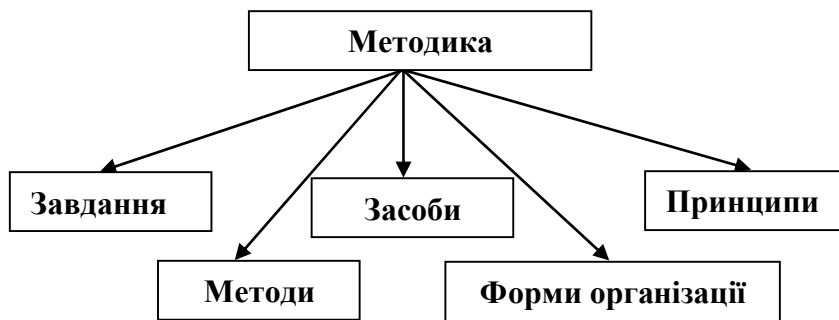 Методика
Завдання
Засоби
Принципи
Методи
Форми організації